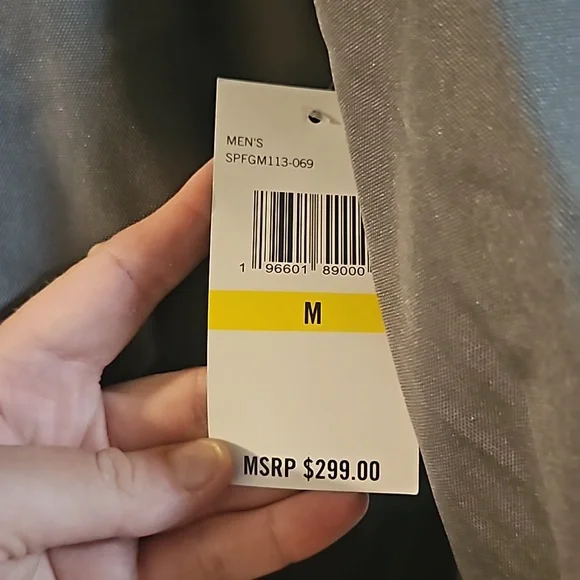 MEN'S
SPFGM113-069
1 96601 89000
M
MSRP $299.00